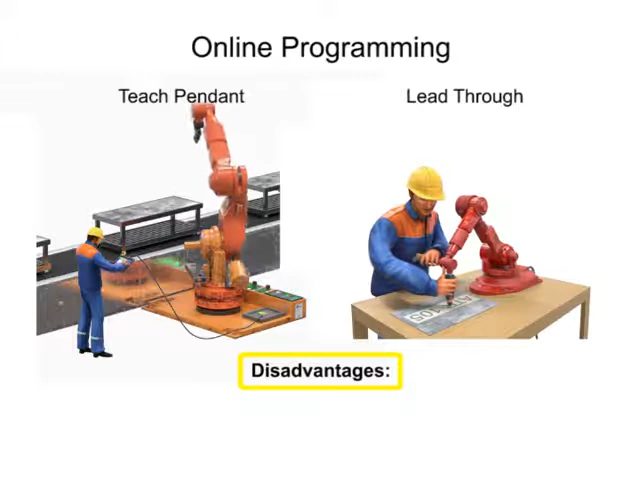 Online Programming
Teach Pendant
Lead Through
Disadvantages: